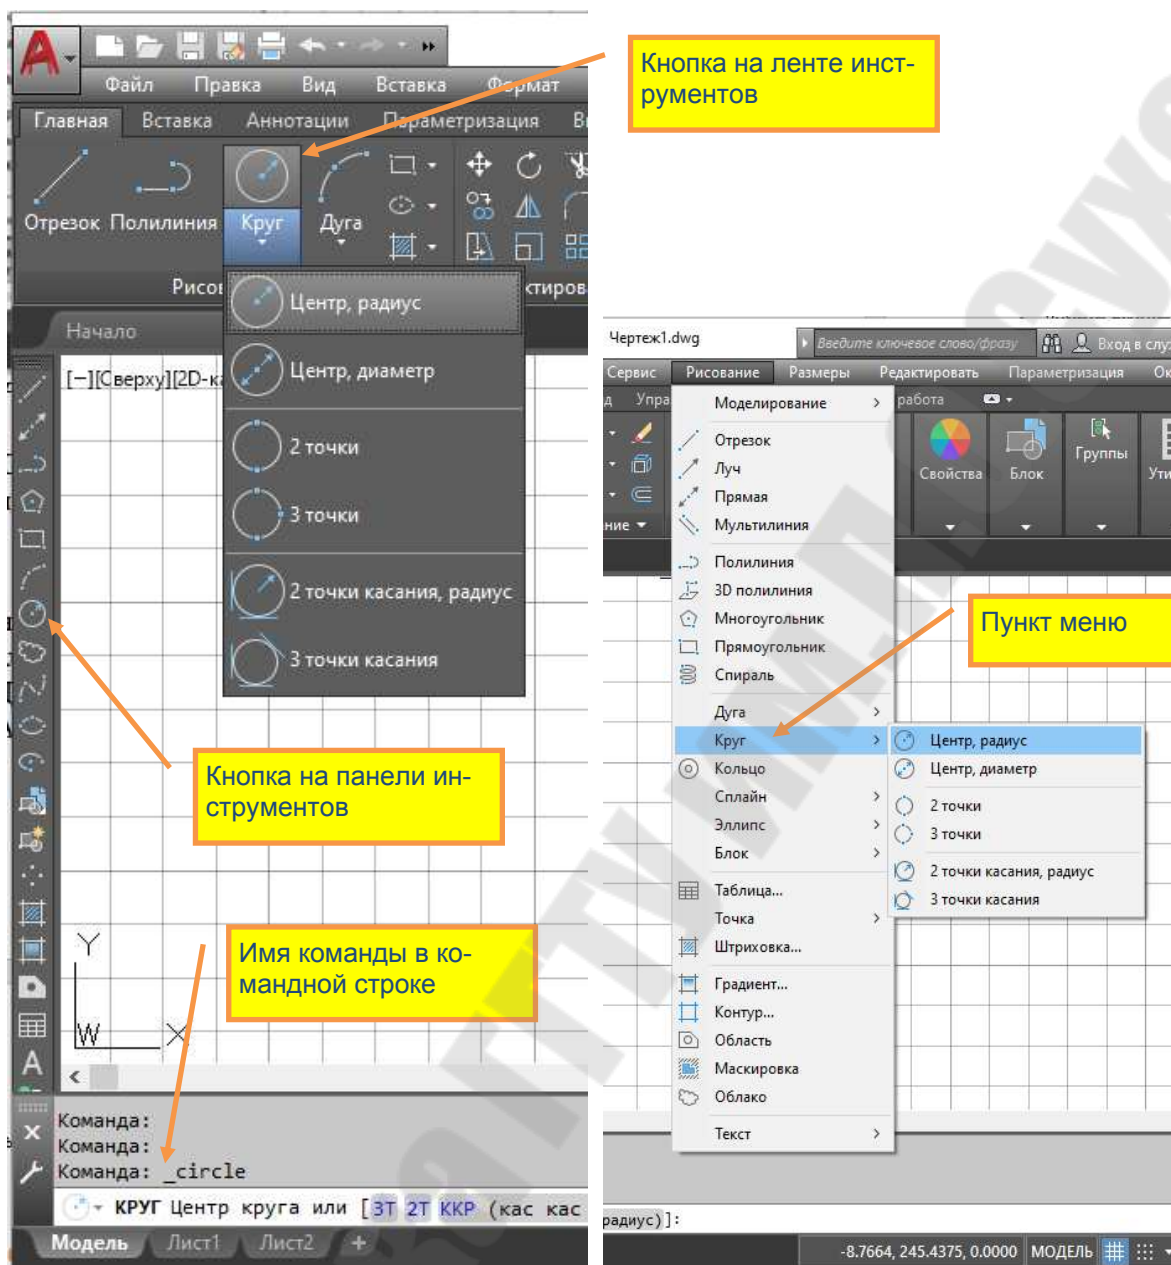 Кнопка на ленте инст-
рументов
Файл Правка Вид Вставка Формат
Главная Вставка Аннотации Параметризация
Отрезок Полилиния Круг Дуга
Центр, радиус
Начало
[−][Сверху]
Центр, диаметр
2 точки
3 точки
2 точки касания, радиус
3 точки касания
Кнопка на панели ин-
струментов
Имя команды в ко-
мандной строке
Y
W X
Команда:
Команда:
Команда: _circle
КРУГ Центр круга или [3Т 2Т ККР (кас кас
Модель Лист1 Лист2 +
Чертеж1.dwg
Введите ключевое слово/фразу
Вход в
Сервис Рисование Размеры Редактировать Параметризация
работа
Моделирование
Отрезок
Луч
Прямая
Мультилиния
Полилиния
3D полилиния
Многоугольник
Прямоугольник
Спираль
Дуга
Круг
Кольцо
Сплайн
Эллипс
Блок
Таблица...
Точка
Штриховка...
Градиент...
Контур...
Область
Маскировка
Облако
Текст
Свойства Блок Группы
Пункт меню
Центр, радиус
Центр, диаметр
2 точки
3 точки
2 точки касания, радиус
3 точки касания
радиус)]:
-8.7664, 245.4375, 0.0000 МОДЕЛЬ